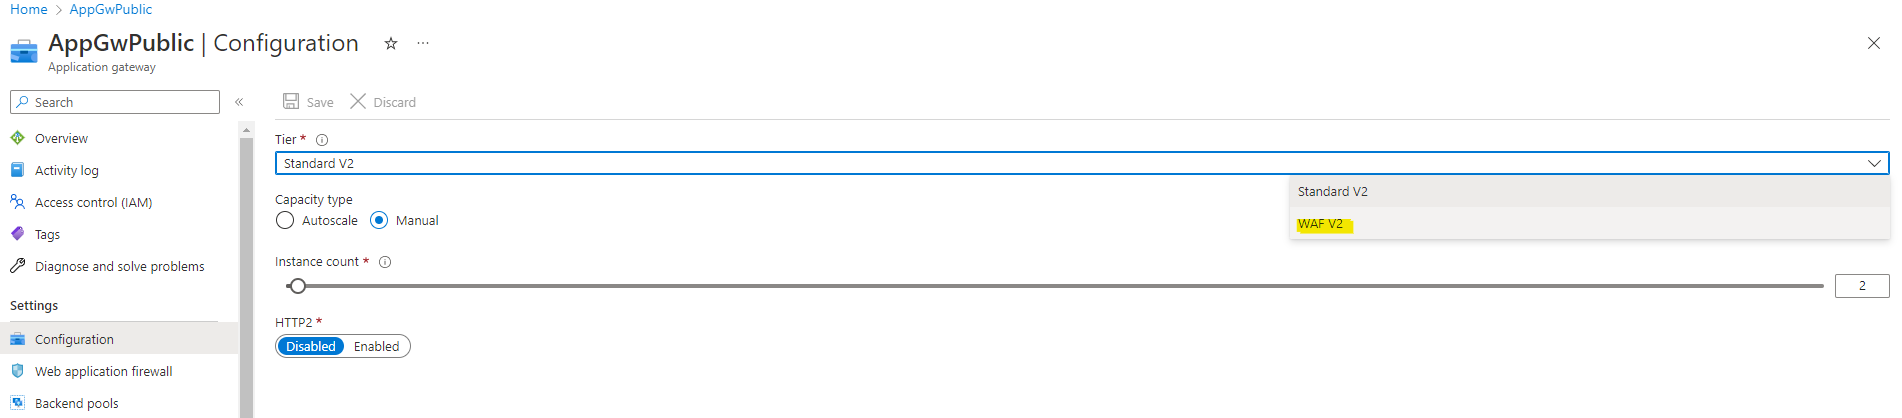 Home > AppGwPublic
AppGwPublic | Configuration ☆ ...
Application gateway
Search «
Overview
Activity log
Access control (IAM)
Tags
Diagnose and solve problems
Settings
Configuration
Web application firewall
Backend pools
Save Discard
Tier *
Standard V2
Standard V2
WAF V2
Capacity type
Autoscale Manual
Instance count *
2
HTTP2 *
Disabled Enabled